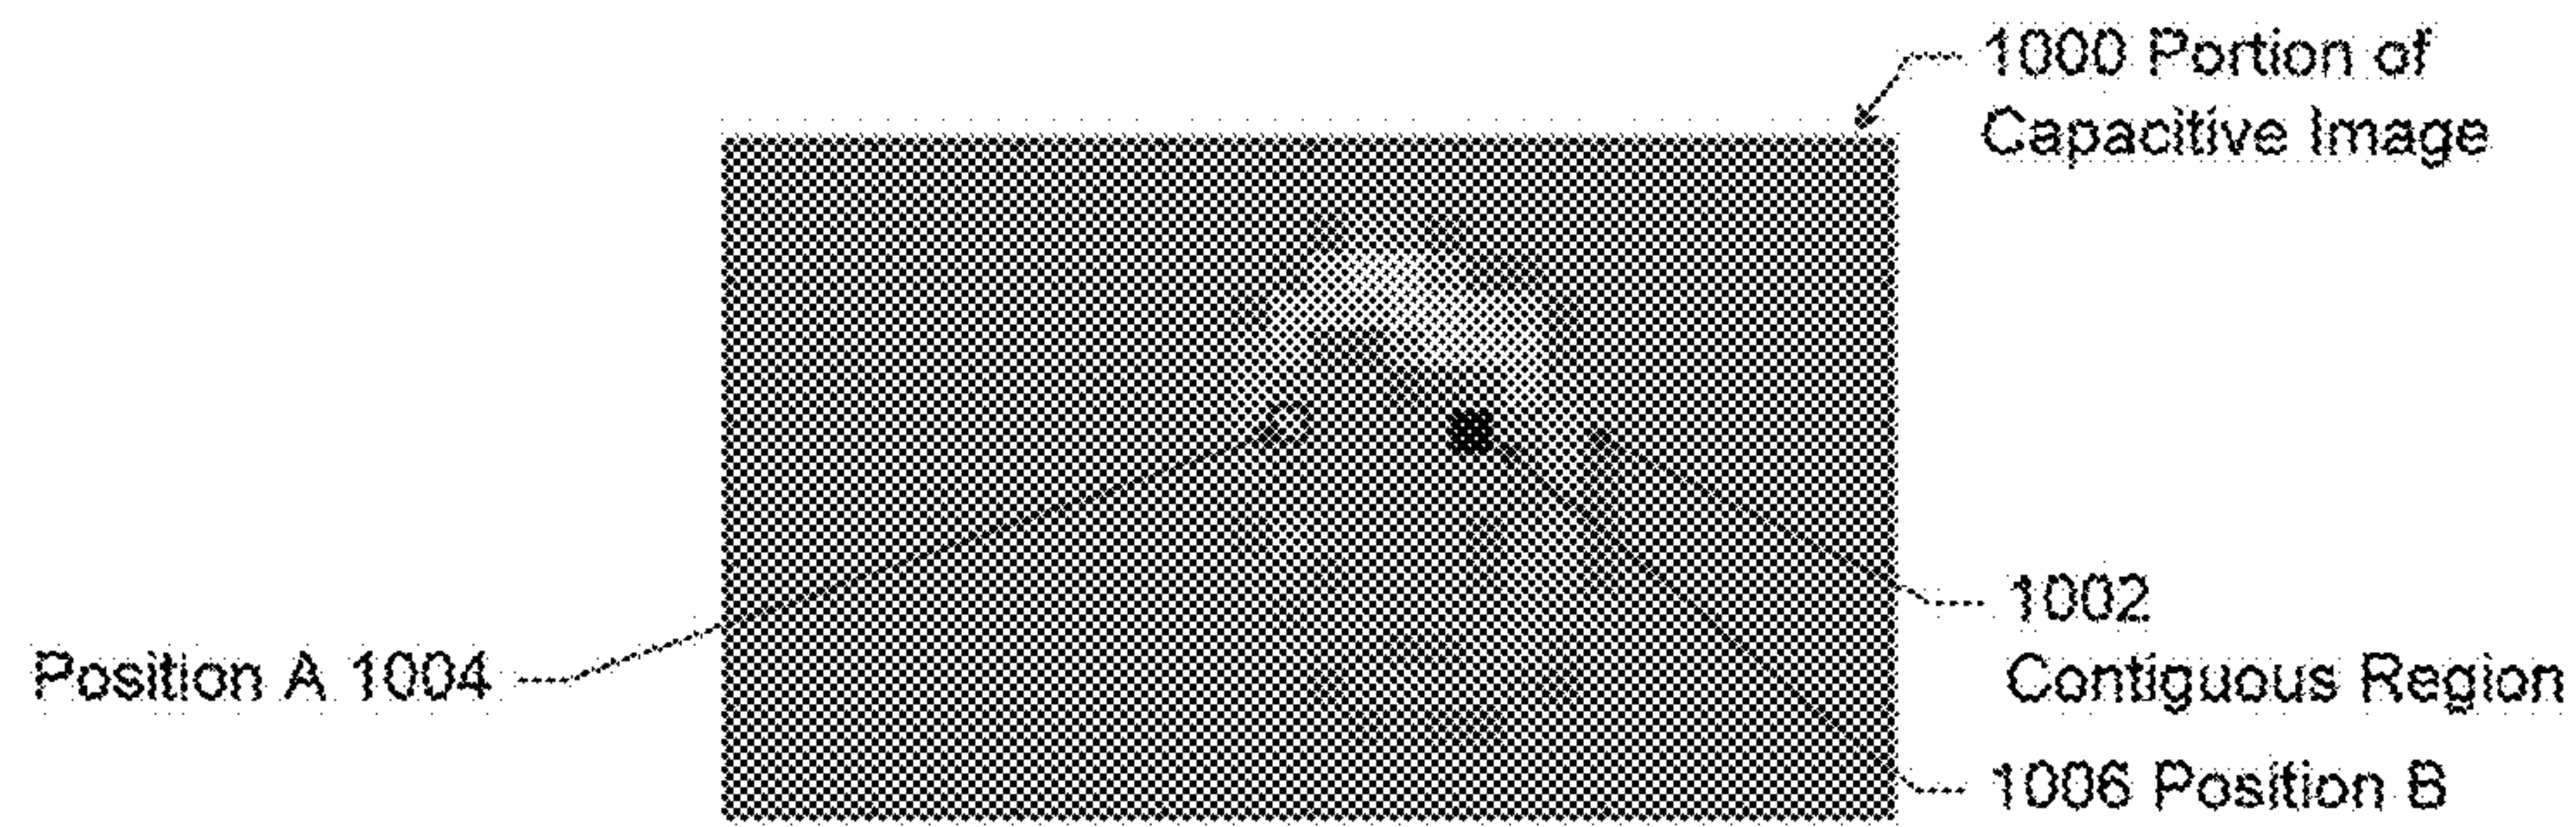 1000 Portion of
Capacitive Image
1002
Contiguous Region
Position A 1004
1006 Position B